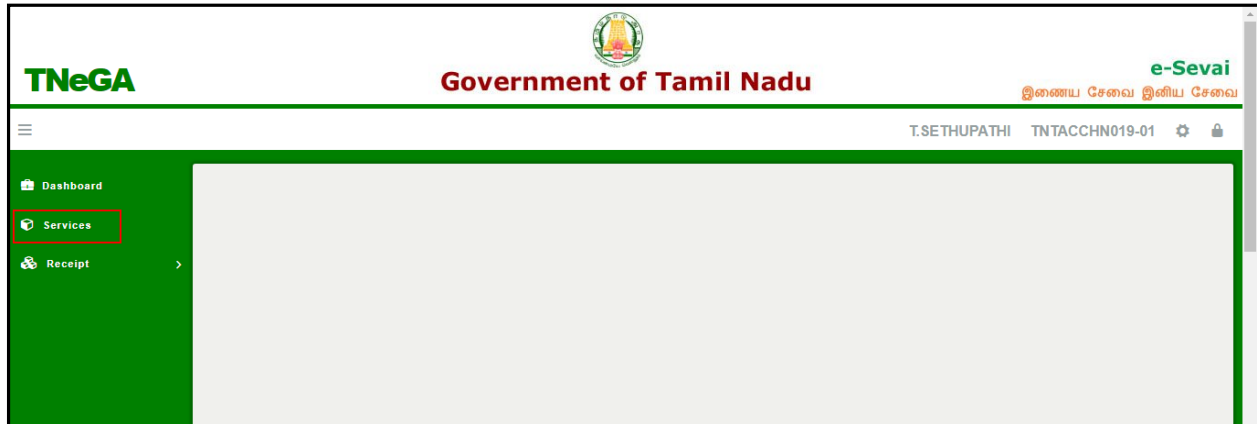 TNeGA
Government of Tamil Nadu
e-Sevai
இணைய சேவை இனிய சேவை
T.SETHUPATHI TNTACCHN019-01
Dashboard
Services
Receipt